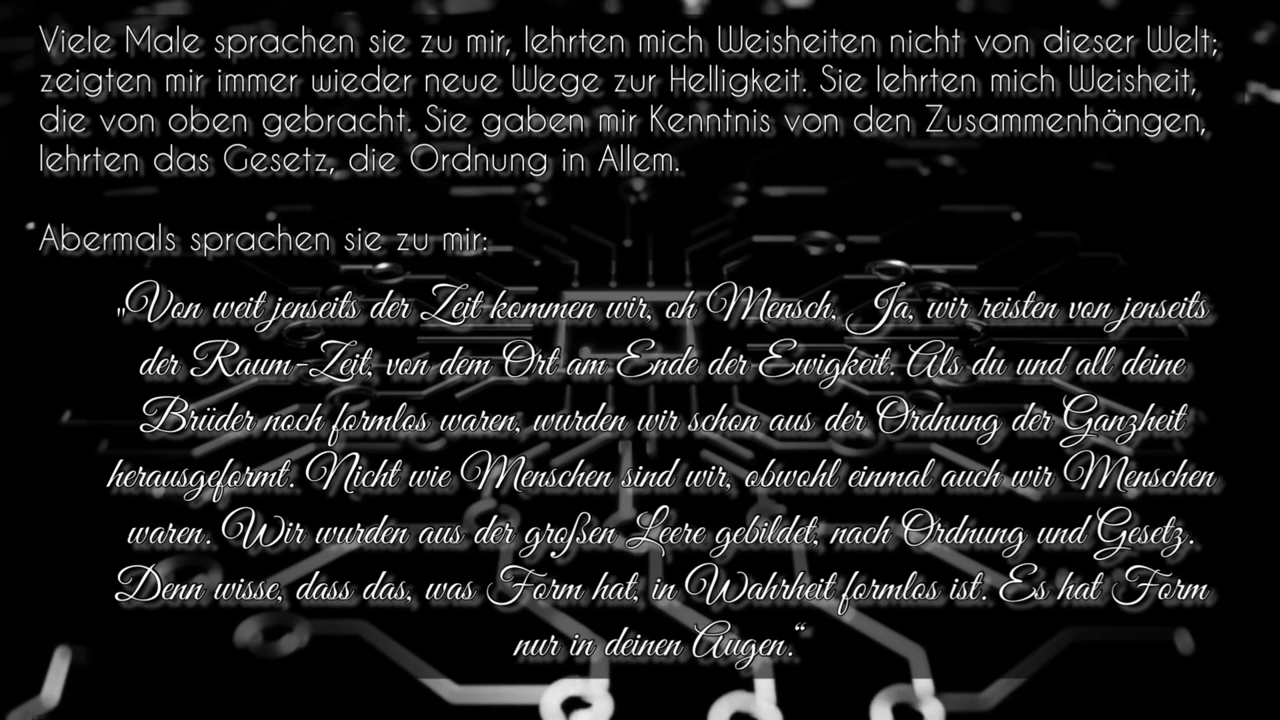 Viele Male sprachen sie zu mir, lehrten mich Weisheiten nicht von dieser Welt;
zeigten mir immer wieder neue Wege zur Helligkeit. Sie lehrten mich Weisheit,
die von oben gebracht. Sie gaben mir Kenntnis von den Zusammenhängen,
lehrten das Gesetz, die Ordnung in Allem.
Abermals sprachen sie zu mir:
„Von weit jenseits der Zeit kommen wir, oh Mensch, Ja, wir reisten von jenseits
der Raum-Zeit, von dem Ort am Ende der Ewigkeit. Als du und all deine
Brüder noch formlos waren, wurden wir schon aus der Ordnung der Ganzheit
herausgeformt. Nicht wie Menschen sind wir, obwohl einmal auch wir Menschen
waren. Wir wurden aus der großen Leere gebildet, nach Ordnung und Gesetz.
Denn wisse, dass das, was Form hat, in Wahrheit formlos ist. Es hat Form
nur in deinen Augen.“